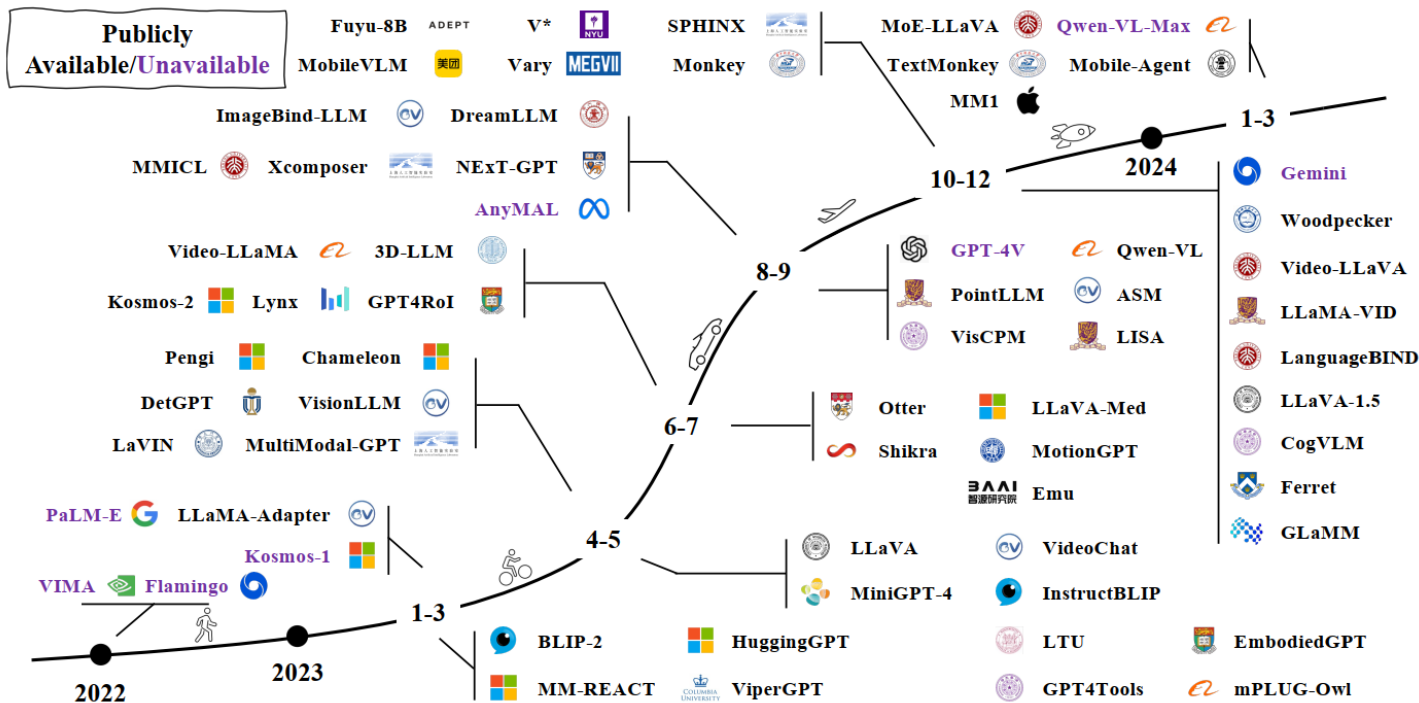 Publicly
Available/Unavailable
Fuyu-8B ADEPT V* NYU SPHINX MoE-LLaVA Qwen-VL-Max
MobileVLM 美团 Vary MEGVII Monkey TextMonkey Mobile-Agent
MM1
ImageBind-LLM DreamLLM
MMICL Xcomposer NExT-GPT
AnyMAL
1-3
2024
10-12
Gemini
Woodpecker
Video-LLaVA
LLaMA-VID
LanguageBIND
LLaVA-1.5
CogVLM
Ferret
GLaMM
Video-LLaMA 3D-LLM
Kosmos-2 Lynx GPT4RoI
8-9
GPT-4V Qwen-VL
PointLLM ASM
VisCPM LISA
Pengi Chameleon
DetGPT VisionLLM
LaVIN MultiModal-GPT
6-7
Otter LLaVA-Med
Shikra MotionGPT
BAAI
智源研究院 Emu
PaLM-E LLaMA-Adapter
Kosmos-1
VIMA Flamingo
4-5
LLaVA VideoChat
MiniGPT-4 InstructBLIP
LTU EmbodiedGPT
GPT4Tools mPLUG-Owl
1-3
BLIP-2 HuggingGPT
MM-REACT COLUMBIA
UNIVERSITY ViperGPT
2022
2023